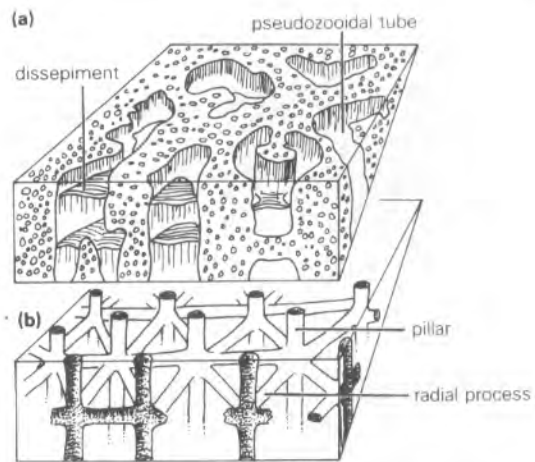 (a)
pseudozooidal tube
dissepiment
(b)
pillar
radial process